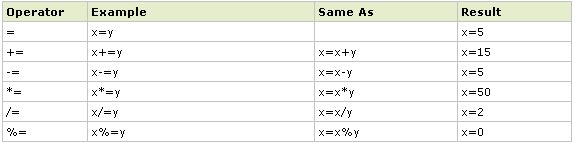 Operator Example Same As Result
= x=y x=5
+= x+=y x=x+y x=15
-= x-=y x=x-y x=5
*= x*=y x=x*y x=50
/= x/=y x=x/y x=2
%= x%=y x=x%y x=0